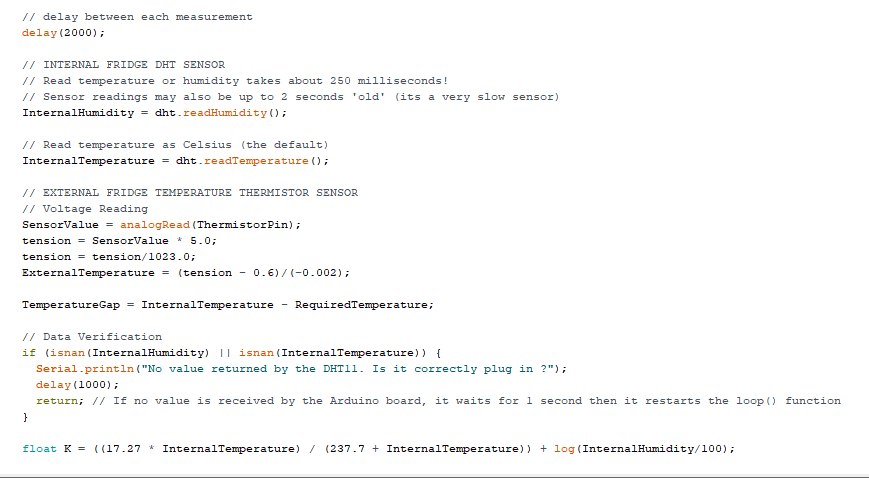 // delay between each measurement
delay(2000);
// INTERNAL FRIDGE DHT SENSOR
// Read temperature or humidity takes about 250 milliseconds!
// Sensor readings may also be up to 2 seconds 'old' (its a very slow sensor)
InternalHumidity = dht.readHumidity();
// Read temperature as Celsius (the default)
InternalTemperature = dht.readTemperature();
// EXTERNAL FRIDGE TEMPERATURE THERMISTOR SENSOR
// Voltage Reading
SensorValue = analogRead(ThermistorPin);
tension = SensorValue * 5.0;
tension = tension/1023.0;
ExternalTemperature = (tension - 0.6)/(-0.002);
TemperatureGap = InternalTemperature - RequiredTemperature;
// Data Verification
if (isnan(InternalHumidity) || isnan(InternalTemperature)) {
  Serial.println("No value returned by the DHT11. Is it correctly plug in ?");
  delay(1000);
  return; // If no value is received by the Arduino board, it waits for 1 second then it restarts the loop() function
}
float K = ((17.27 * InternalTemperature) / (237.7 + InternalTemperature)) + log(InternalHumidity/100);